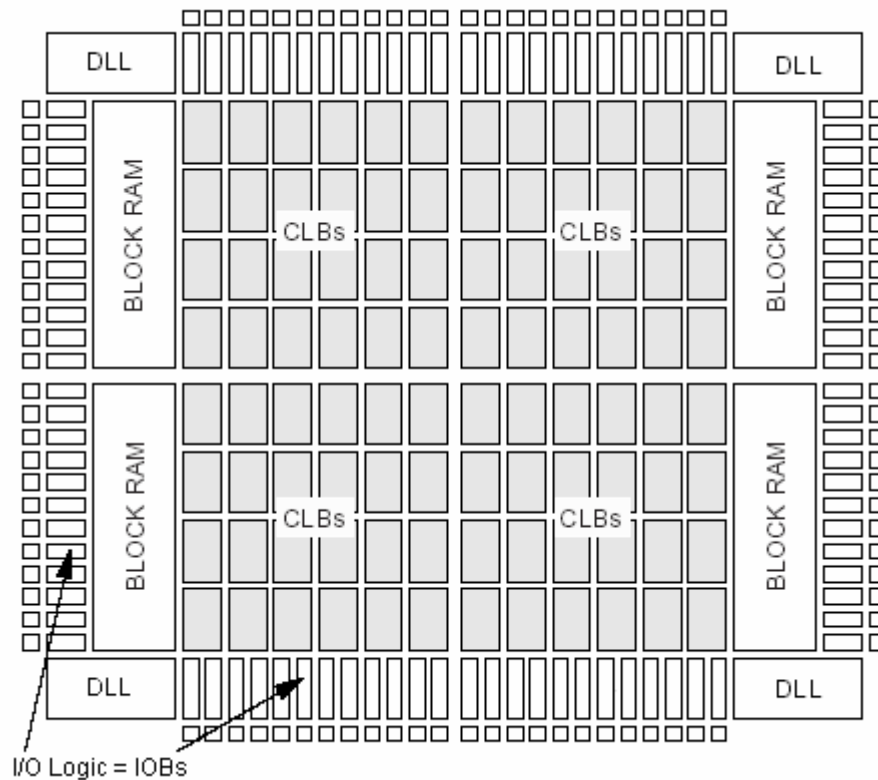 DLL
DLL
BLOCK RAM
CLBs
CLBs
BLOCK RAM
BLOCK RAM
CLBs
CLBs
BLOCK RAM
DLL
DLL
I/O Logic = IOBs